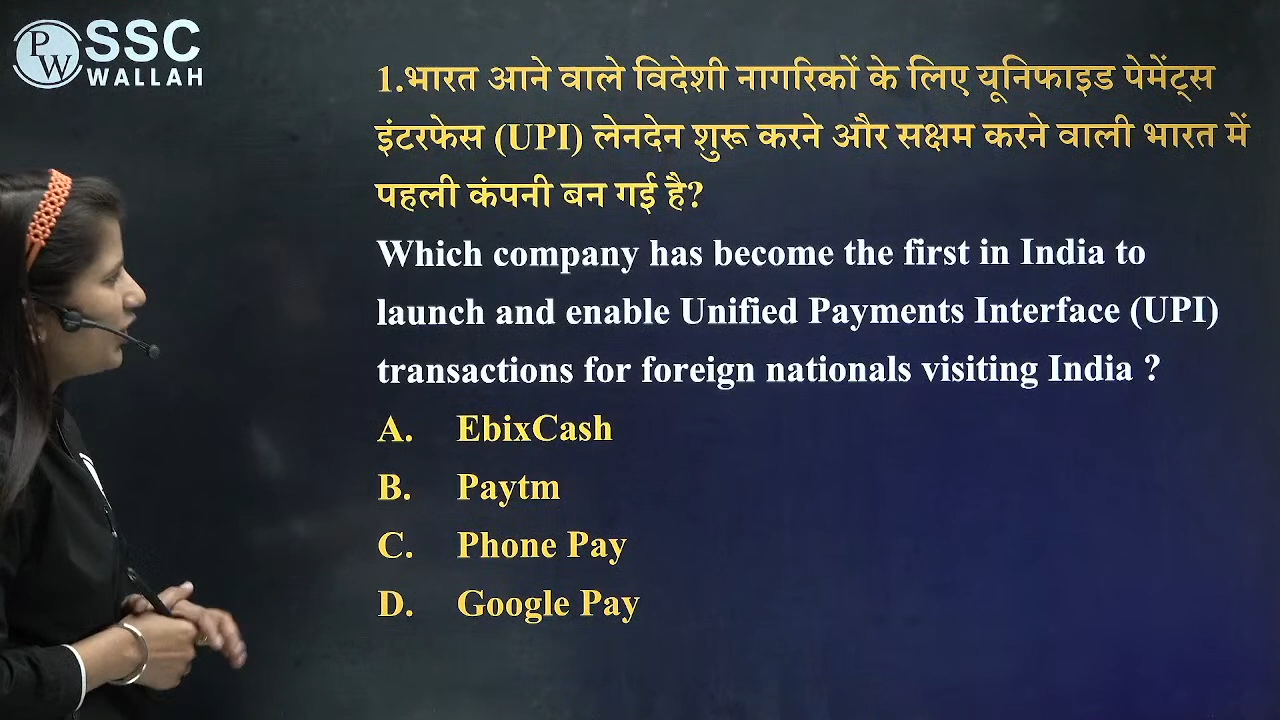 PW SSC
WALLAH
1.भारत आने वाले विदेशी नागरिकों के लिए यूनिफाइड पेमेंट्स
इंटरफेस (UPI) लेनदेन शुरू करने और सक्षम करने वाली भारत में
पहली कंपनी बन गई है?
Which company has become the first in India to
launch and enable Unified Payments Interface (UPI)
transactions for foreign nationals visiting India ?
A. EbixCash
B. Paytm
C. Phone Pay
D. Google Pay